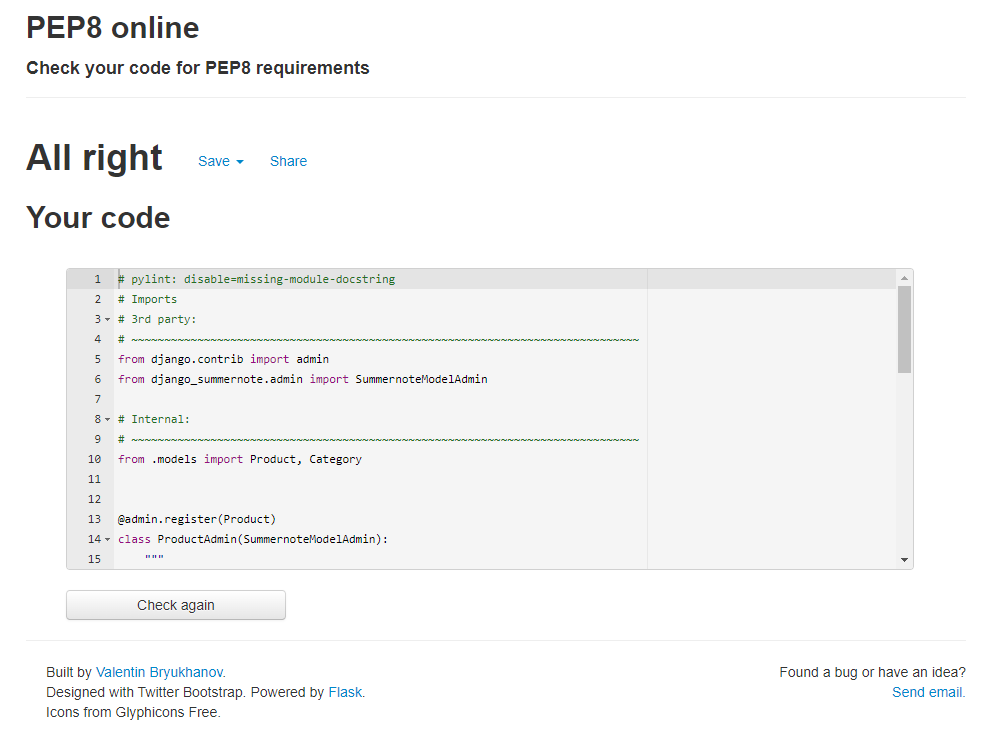 PEP8 online
Check your code for PEP8 requirements
All right Save Share
Your code
1 # pylint: disable=missing-module-docstring
2 # Imports
3 # 3rd party:
4 # ~~~~~~~~~~~~~~~~~~~~~~~~~~~~~~~~~~~~~~~~~~~~~~~~~~~~~~~~~~~~~~~~~~~~~~~~~~~~~
5 from django.contrib import admin
6 from django_summernote.admin import SummernoteModelAdmin
7
8 # Internal:
9 # ~~~~~~~~~~~~~~~~~~~~~~~~~~~~~~~~~~~~~~~~~~~~~~~~~~~~~~~~~~~~~~~~~~~~~~~~~~~~~
10 from .models import Product, Category
11
12
13 @admin.register(Product)
14 class ProductAdmin(SummernoteModelAdmin):
15 """
Check again
Built by Valentin Bryukhanov.
Designed with Twitter Bootstrap. Powered by Flask.
Icons from Glyphicons Free.
Found a bug or have an idea?
Send email.